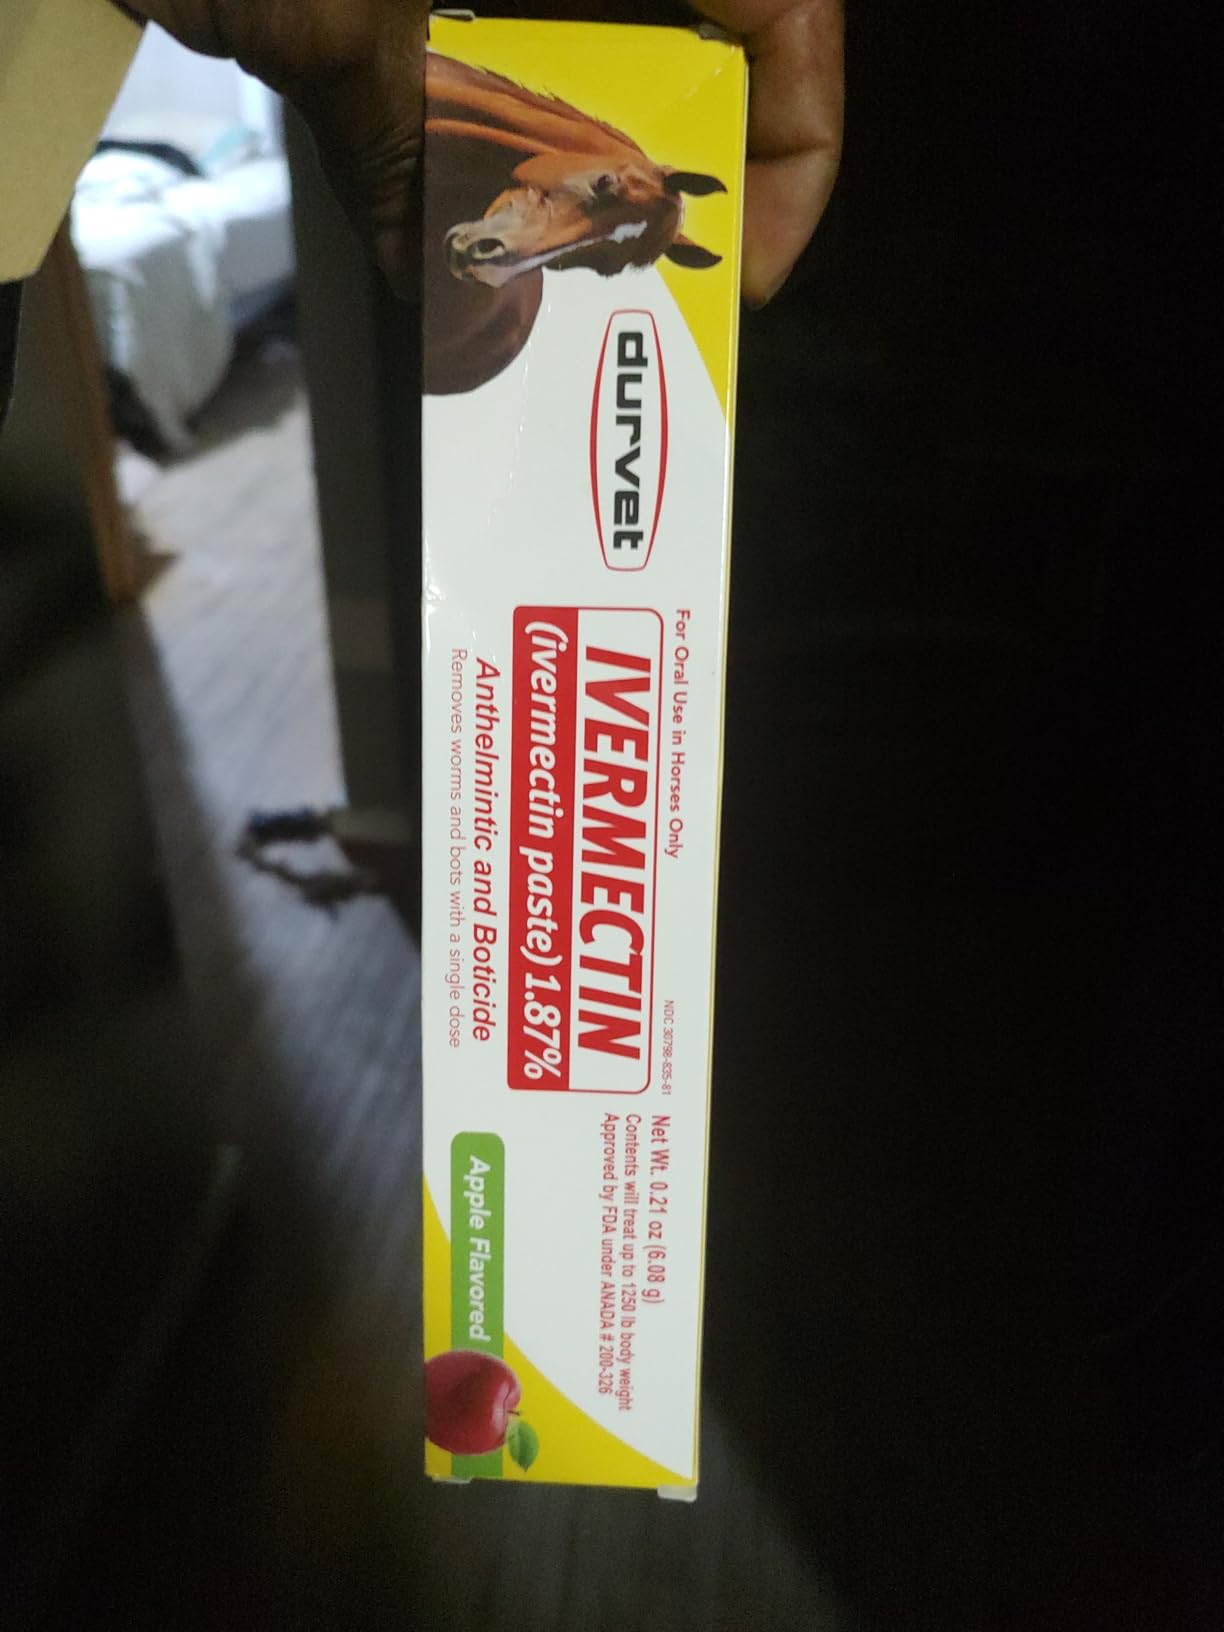 durvet
For Oral Use in Horses Only
NDC 30798-835-81
IVERMECTIN
(ivermectin paste) 1.87%
Anthelmintic and Boticide
Removes worms and bots with a single dose
Net Wt. 0.21 oz (6.08 g)
Contents will treat up to 1250 lb body weight
Approved by FDA under ANADA # 200-326
Apple Flavored